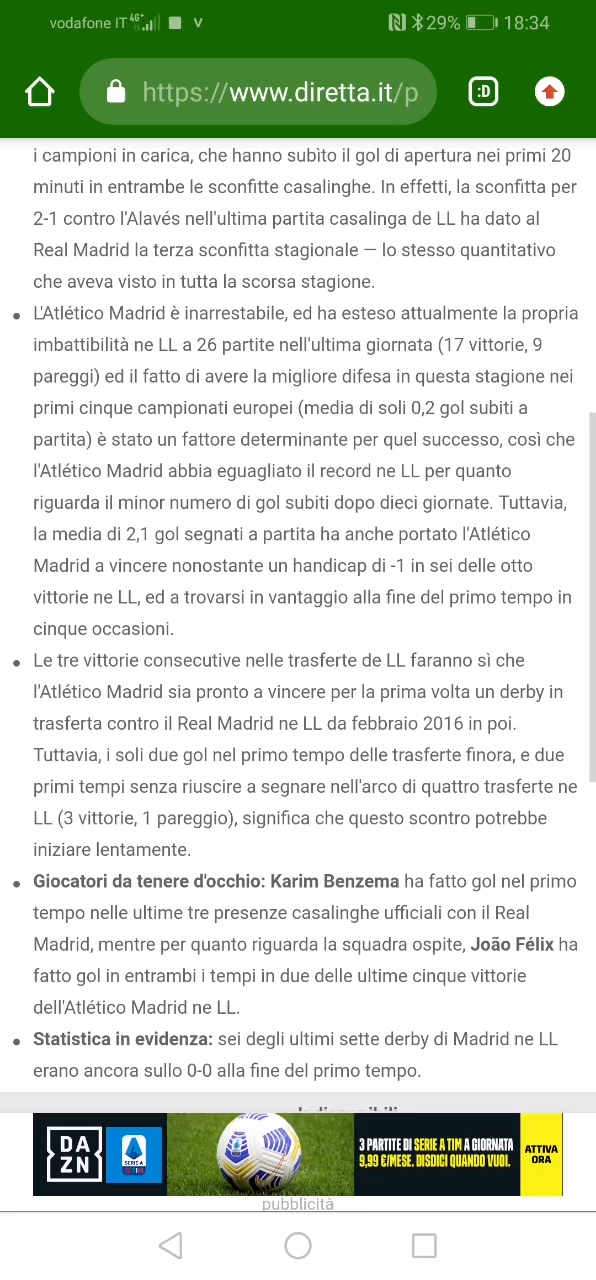 vodafone IT 4G+ 29% 18:34
https://www.diretta.it/p :D
i campioni in carica, che hanno subìto il gol di apertura nei primi 20
minuti in entrambe le sconfitte casalinghe. In effetti, la sconfitta per
2-1 contro l'Alavés nell'ultima partita casalinga de LL ha dato al
Real Madrid la terza sconfitta stagionale — lo stesso quantitativo
che aveva visto in tutta la scorsa stagione.
• L'Atlético Madrid è inarrestabile, ed ha esteso attualmente la propria
imbattibilità ne LL a 26 partite nell'ultima giornata (17 vittorie, 9
pareggi) ed il fatto di avere la migliore difesa in questa stagione nei
primi cinque campionati europei (media di soli 0,2 gol subiti a
partita) è stato un fattore determinante per quel successo, così che
l'Atlético Madrid abbia eguagliato il record ne LL per quanto
riguarda il minor numero di gol subiti dopo dieci giornate. Tuttavia,
la media di 2,1 gol segnati a partita ha anche portato l'Atlético
Madrid a vincere nonostante un handicap di -1 in sei delle otto
vittorie ne LL, ed a trovarsi in vantaggio alla fine del primo tempo in
cinque occasioni.
• Le tre vittorie consecutive nelle trasferte de LL faranno sì che
l'Atlético Madrid sia pronto a vincere per la prima volta un derby in
trasferta contro il Real Madrid ne LL da febbraio 2016 in poi.
Tuttavia, i soli due gol nel primo tempo delle trasferte finora, e due
primi tempi senza riuscire a segnare nell'arco di quattro trasferte ne
LL (3 vittorie, 1 pareggio), significa che questo scontro potrebbe
iniziare lentamente.
• Giocatori da tenere d'occhio: Karim Benzema ha fatto gol nel primo
tempo nelle ultime tre presenze casalinghe ufficiali con il Real
Madrid, mentre per quanto riguarda la squadra ospite, João Félix ha
fatto gol in entrambi i tempi in due delle ultime cinque vittorie
dell'Atlético Madrid ne LL.
• Statistica in evidenza: sei degli ultimi sette derby di Madrid ne LL
erano ancora sullo 0-0 alla fine del primo tempo.
DA
ZN
SERIE A
TIM
3 PARTITE DI SERIE A TIM A GIORNATA
9,99 €/MESE. DISDICI QUANDO VUOI.
ATTIVA
ORA
pubblicità